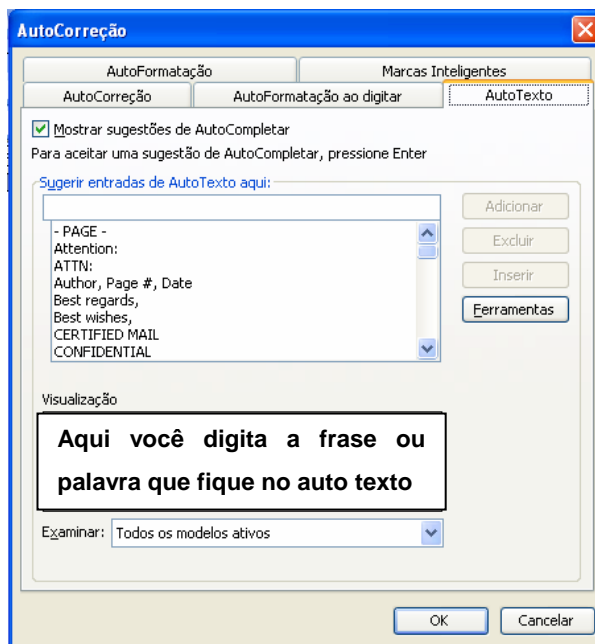 AutoCorreção
AutoFormatação Marcas Inteligentes
AutoCorreção AutoFormatação ao digitar AutoTexto
Mostrar sugestões de AutoCompletar
Para aceitar uma sugestão de AutoCompletar, pressione Enter
Sugerir entradas de AutoTexto aqui:
Adicionar
- PAGE -
Attention:
ATTN:
Author, Page #, Date
Best regards,
Best wishes,
CERTIFIED MAIL
CONFIDENTIAL
Excluir
Inserir
Ferramentas
Visualização
Aqui você digita a frase ou
palavra que fique no auto texto
Examinar: Todos os modelos ativos
OK Cancelar